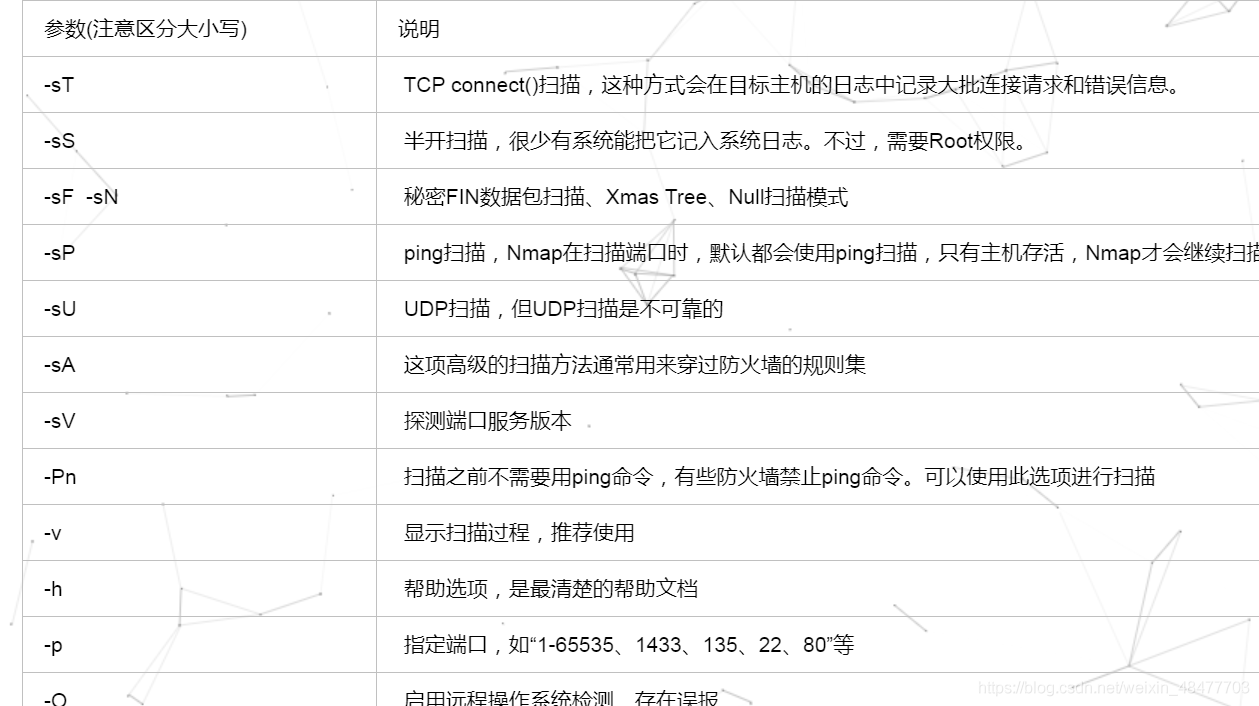 参数(注意区分大小写) 说明
-sT TCP connect()扫描，这种方式会在目标主机的日志中记录大批连接请求和错误信息。
-sS 半开扫描，很少有系统能把它记入系统日志。不过，需要Root权限。
-sF -sN 秘密FIN数据包扫描、Xmas Tree、Null扫描模式
-sP ping扫描，Nmap在扫描端口时，默认都会使用ping扫描，只有主机存活，Nmap才会继续扫描
-sU UDP扫描，但UDP扫描是不可靠的
-sA 这项高级的扫描方法通常用来穿过防火墙的规则集
-sV 探测端口服务版本
-Pn 扫描之前不需要用ping命令，有些防火墙禁止ping命令。可以使用此选项进行扫描
-v 显示扫描过程，推荐使用
-h 帮助选项，是最清楚的帮助文档
-p 指定端口，如“1-65535、1433、135、22、80”等
-O 启用远程操作系统检测，存在误报
https://blog.csdn.net/weixin_48477703